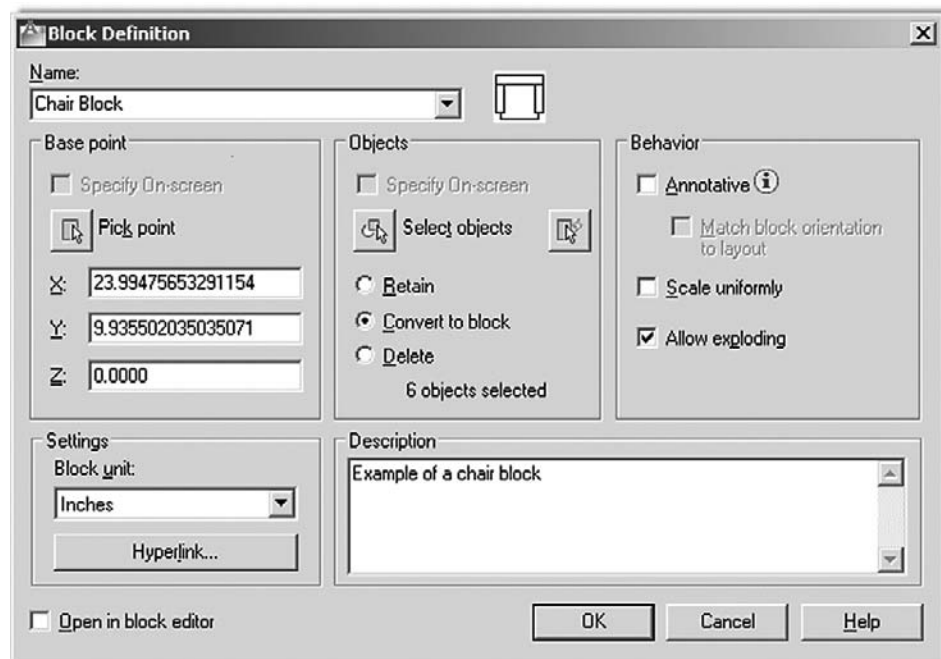 Block Definition
Name:
Chair Block
Base point
Specify On-screen
Pick point
X: 23.99475653291154
Y: 9.935502035035071
Z: 0.0000
Objects
Specify On-screen
Select objects
Retain
Convert to block
Delete
6 objects selected
Behavior
Annotative
Match block orientation
to layout
Scale uniformly
Allow exploding
Settings
Block unit:
Inches
Hyperlink...
Description
Example of a chair block
Open in block editor
OK Cancel Help